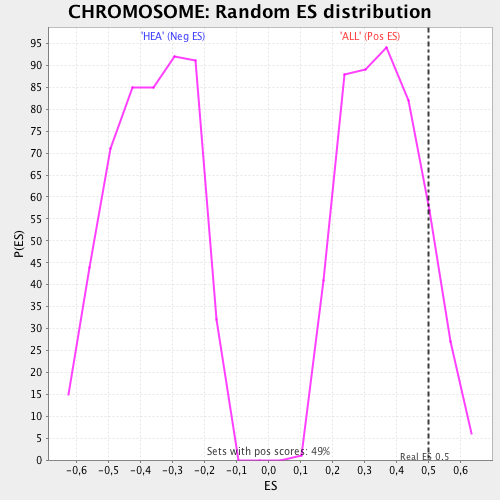 CHROMOSOME: Random ES distribution
'HEA' (Neg ES) 'ALL' (Pos ES)
95
90
85
80
75
70
65
60
55
50
45
40
35
30
25
20
15
10
5
0
P(ES)
Sets with pos scores: 49%
Real ES 0.5
-0,6 -0,5 -0,4 -0,3 -0,2 -0,1 0,0 0,1 0,2 0,3 0,4 0,5 0,6
ES